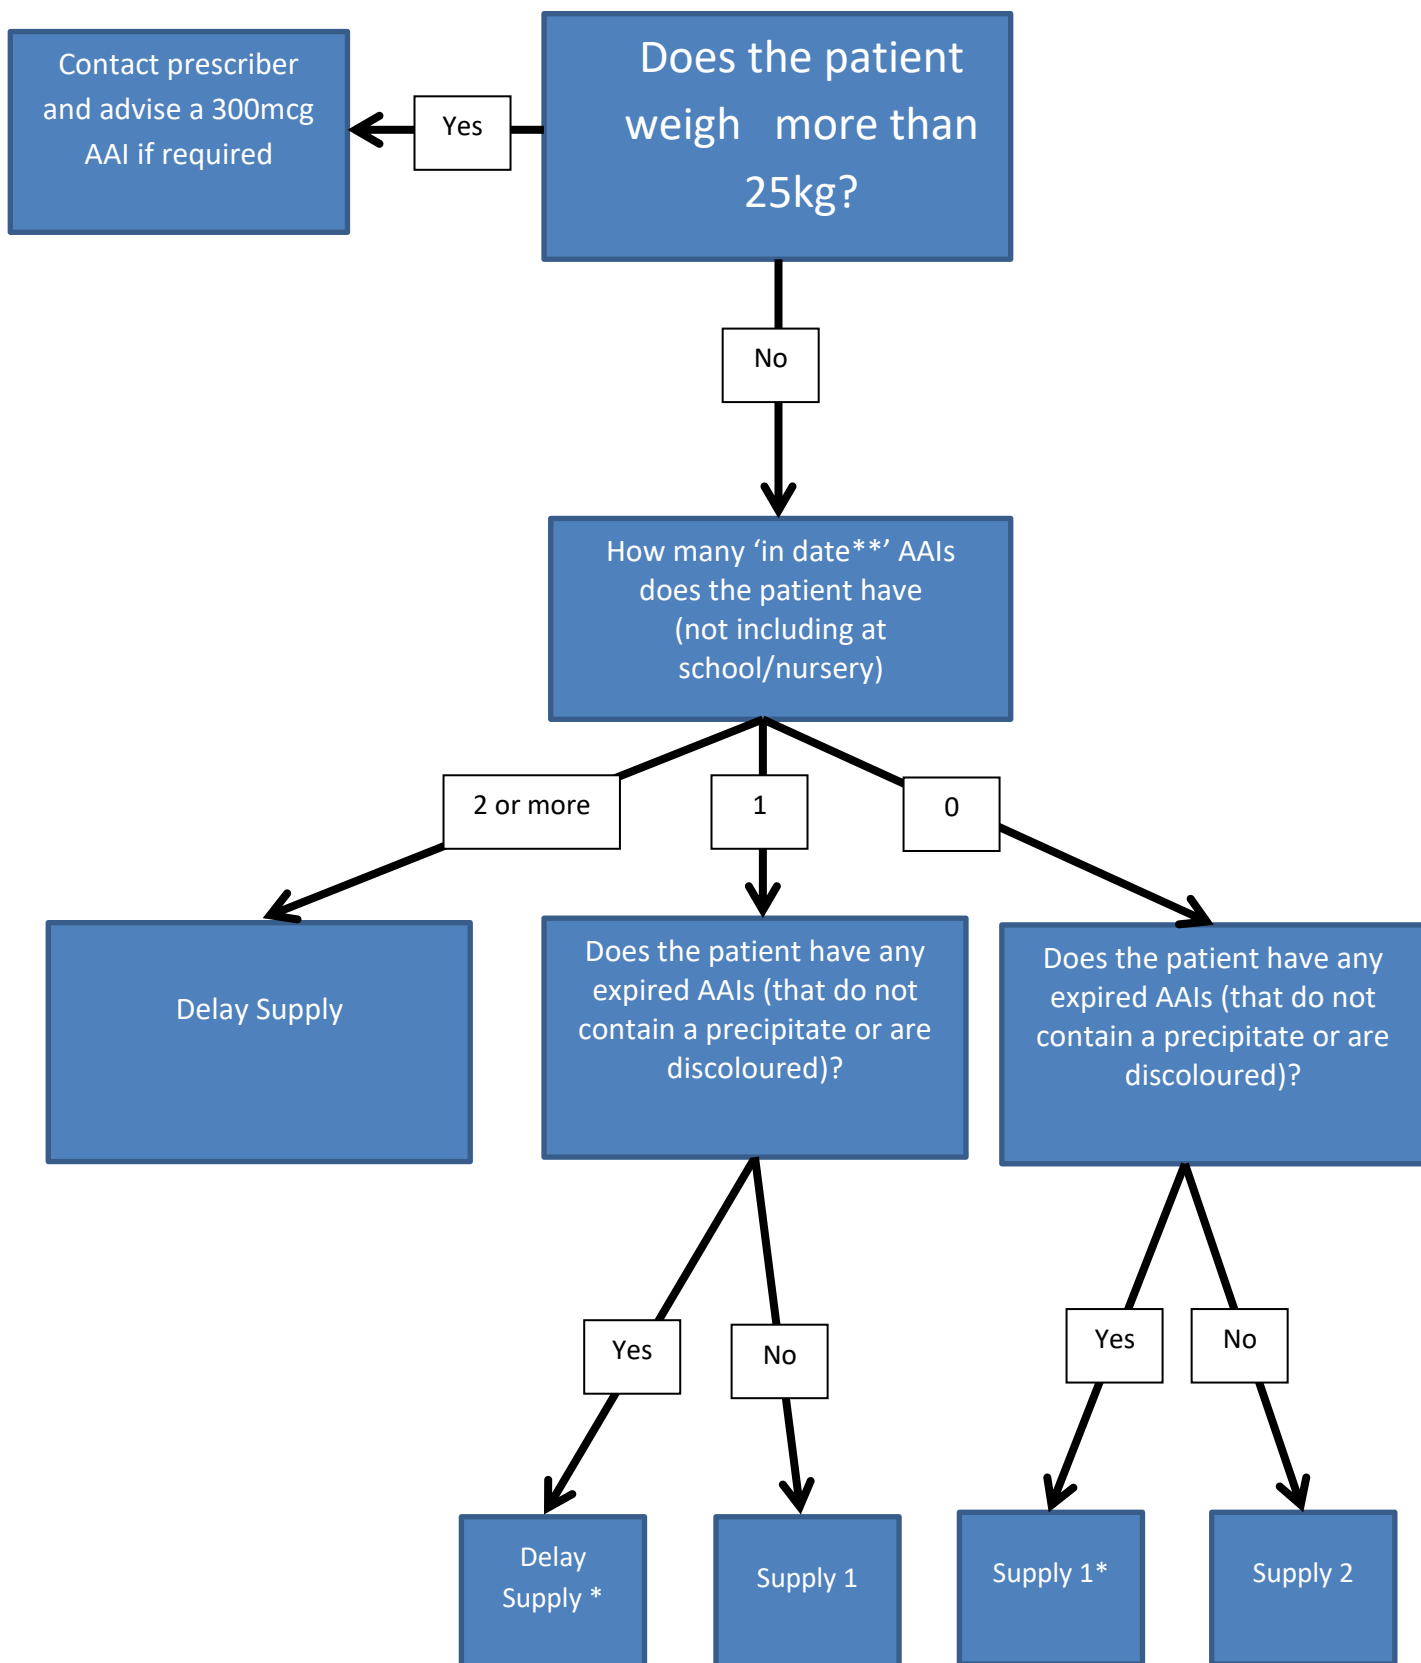 Contact prescriber
and advise a 300mcg
AAI if required
Yes
Does the patient
weigh more than
25kg?
No
How many ‘in date**’ AAIs
does the patient have
(not including at
school/nursery)
2 or more
1
0
Delay Supply
Does the patient have any
expired AAIs (that do not
contain a precipitate or are
discoloured)?
Does the patient have any
expired AAIs (that do not
contain a precipitate or are
discoloured)?
Yes
No
Yes
No
Delay
Supply *
Supply 1
Supply 1*
Supply 2